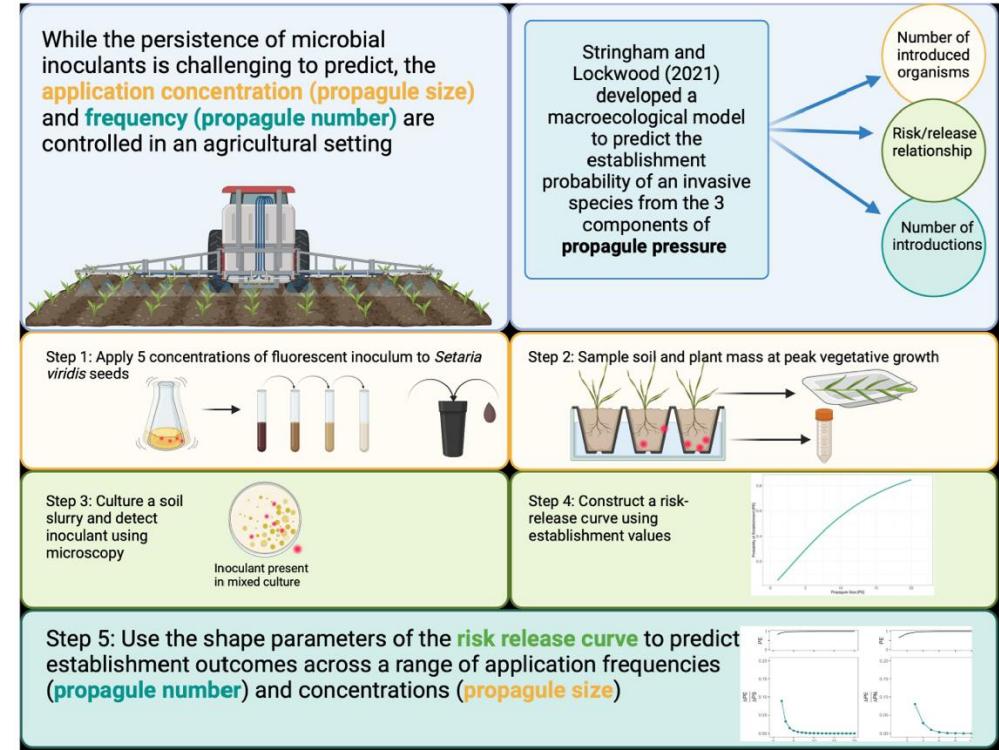 While the persistence of microbial
inoculants is challenging to predict, the
application concentration (propagule size)
and frequency (propagule number) are
controlled in an agricultural setting
Stringham and
Lockwood (2021)
developed a
macroecological model
to predict the
establishment
probability of an invasive
species from the 3
components of
propagule pressure
Number of
introduced
organisms
Risk/release
relationship
Number of
introductions
Step 1: Apply 5 concentrations of fluorescent inoculum to Setaria
viridis seeds
Step 2: Sample soil and plant mass at peak vegetative growth
Step 3: Culture a soil
slurry and detect
inoculant using
microscopy
Inoculant present
in mixed culture
Step 4: Construct a risk-
release curve using
establishment values
Step 5: Use the shape parameters of the risk release curve to predict
establishment outcomes across a range of application frequencies
(propagule number) and concentrations (propagule size)